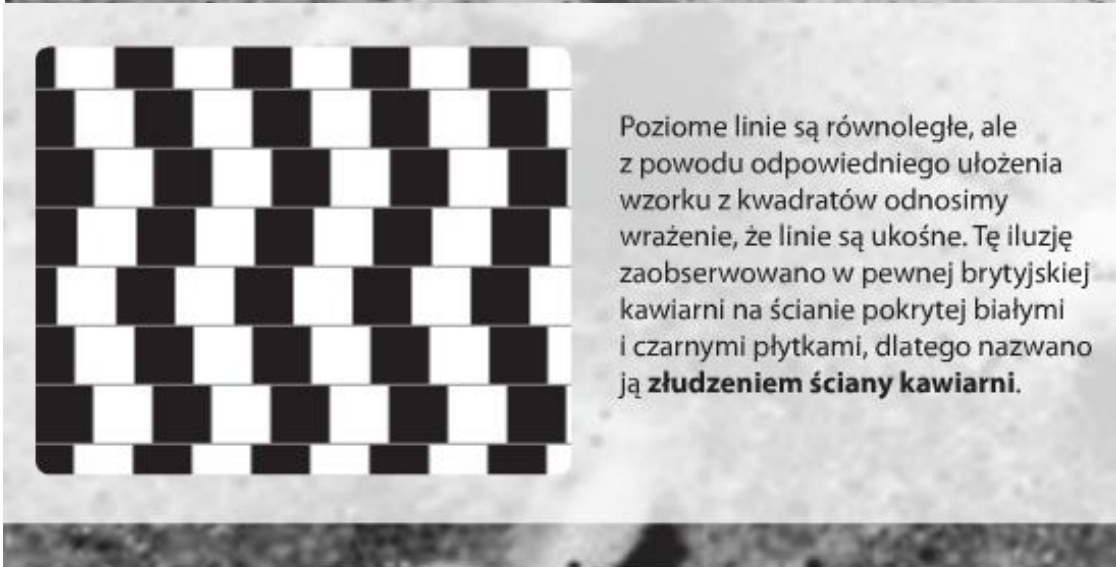 Poziome linie są równoległe, ale
z powodu odpowiedniego ułożenia
wzorku z kwadratów odnosimy
wrażenie, że linie są ukośne. Tę iluzję
zaobserwowano w pewnej brytyjskiej
kawiarni na ścianie pokrytej białymi
i czarnymi płytkami, dlatego nazwano
ją złudzeniem ściany kawiarni.